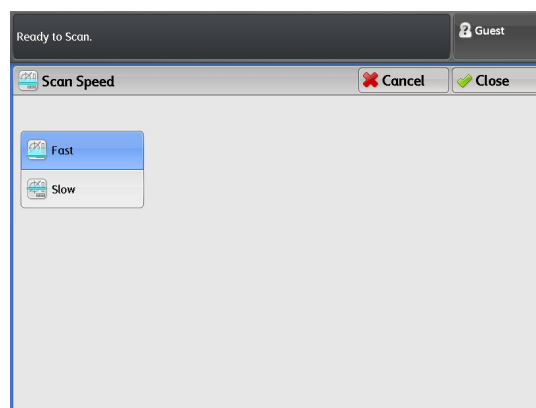 Ready to Scan.
Guest
Scan Speed
Cancel
Close
Fast
Slow